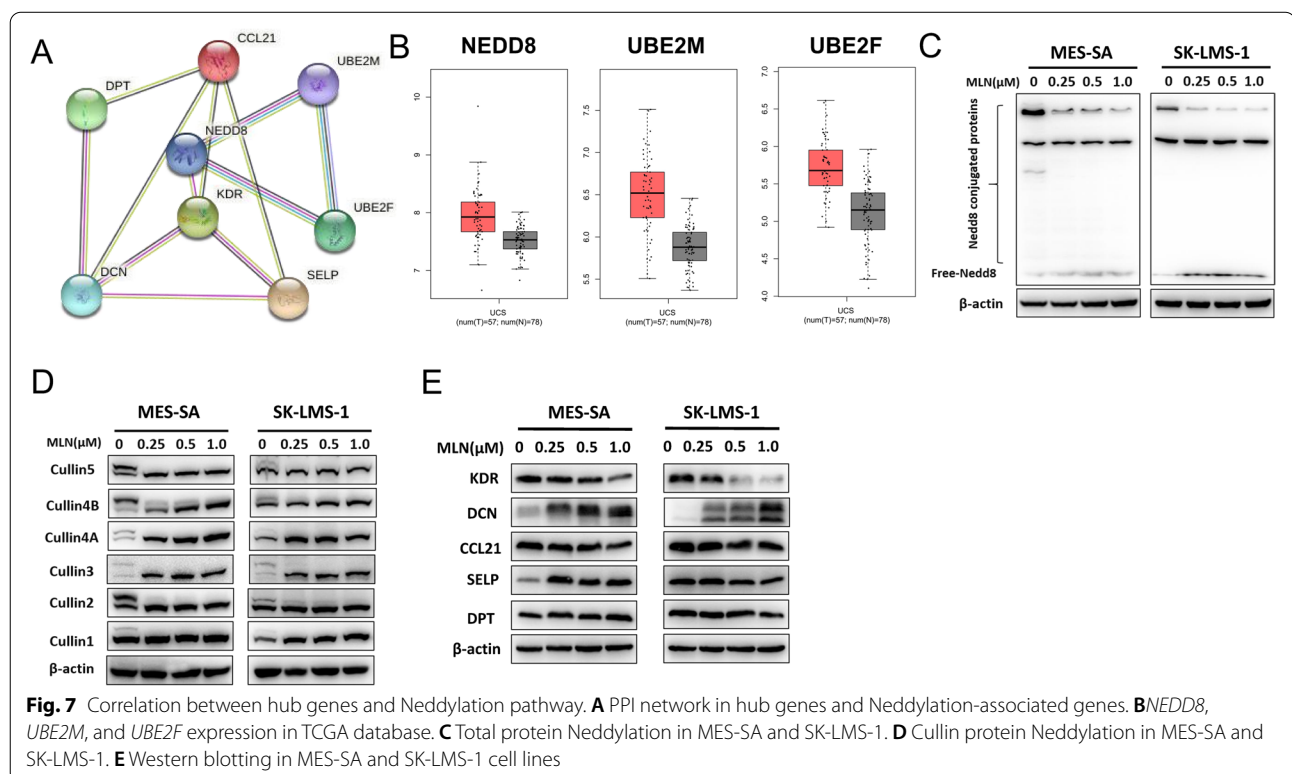 A
CCL21
UBE2M
DPT
NEDD8
KDR
UBE2F
DCN
SELP
B
NEDD8
UBE2M
UBE2F
10
9
8
7
7.5
7.0
6.5
6.0
5.5
7.0
6.5
6.0
5.5
5.0
4.5
4.0
UCS
(num(T)=57; num(N)=78)
UCS
(num(T)=57; num(N)=78)
UCS
(num(T)=57; num(N)=78)
C
MES-SA SK-LMS-1
MLN(μM) 0 0.25 0.5 1.0 0 0.25 0.5 1.0
Nedd8 conjugated proteins
Free-Nedd8
β-actin
D
MES-SA SK-LMS-1
MLN(μM) 0 0.25 0.5 1.0 0 0.25 0.5 1.0
Cullin5
Cullin4B
Cullin4A
Cullin3
Cullin2
Cullin1
β-actin
E
MES-SA SK-LMS-1
MLN(μM) 0 0.25 0.5 1.0 0 0.25 0.5 1.0
KDR
DCN
CCL21
SELP
DPT
β-actin
Fig. 7 Correlation between hub genes and Neddylation pathway. A PPI network in hub genes and Neddylation-associated genes. BNEDD8,
UBE2M, and UBE2F expression in TCGA database. C Total protein Neddylation in MES-SA and SK-LMS-1. D Cullin protein Neddylation in MES-SA and
SK-LMS-1. E Western blotting in MES-SA and SK-LMS-1 cell lines